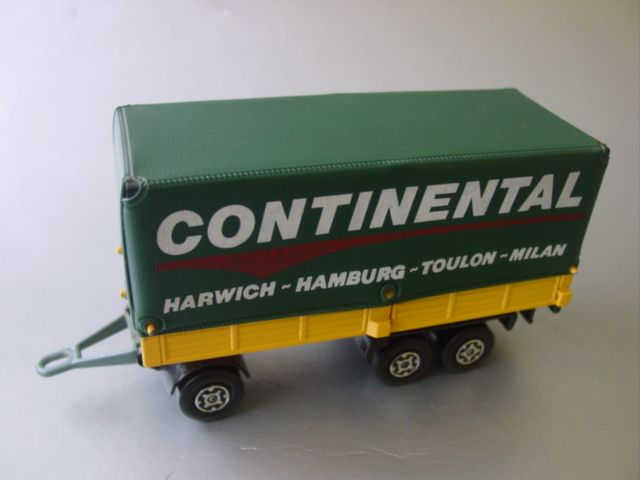 CONTINENTAL
HARWICH ~ HAMBURG ~ TOULON ~ MILAN